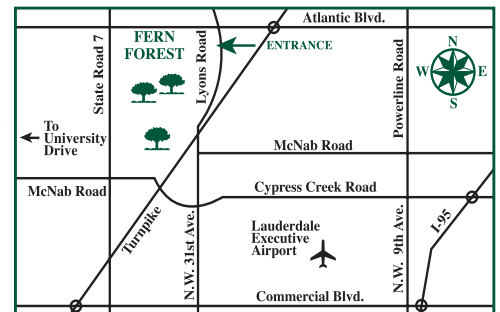 Atlantic Blvd.
FERN
FOREST
ENTRANCE
State Road 7
Lyons Road
Powerline Road
N
W
E
S
To
University
Drive
McNab Road
McNab Road
Cypress Creek Road
Turnpike
N.W. 31st Ave.
Lauderdale
Executive
Airport
N.W. 9th Ave.
I-95
Commercial Blvd.